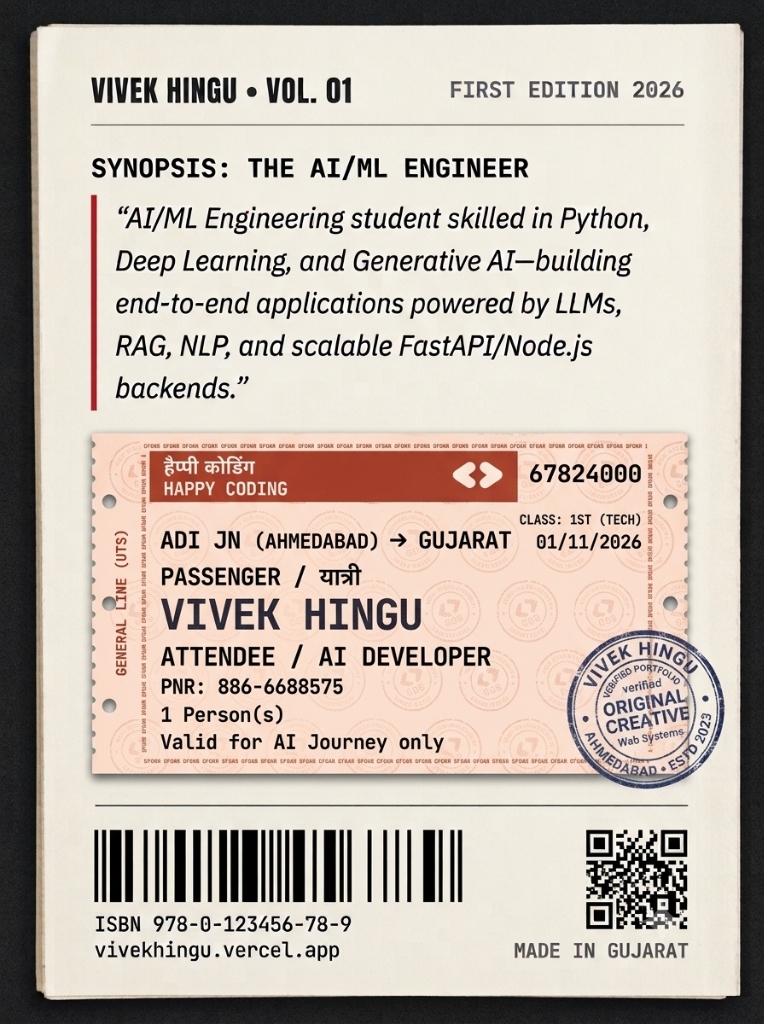 VIVEK HINGU • VOL. 01
FIRST EDITION 2026
SYNOPSIS: THE AI/ML ENGINEER
“AI/ML Engineering student skilled in Python,
Deep Learning, and Generative AI—building
end-to-end applications powered by LLMs,
RAG, NLP, and scalable FastAPI/Node.js
backends.”
हैप्पी कोडिंग
HAPPY CODING
67824000
CLASS: 1ST (TECH)
ADI JN (AHMEDABAD) → GUJARAT
01/11/2026
PASSENGER / यात्री
VIVEK HINGU
ATTENDEE / AI DEVELOPER
PNR: 886-6688575
1 Person(s)
Valid for AI Journey only
GENERAL LINE (UTS)
VIVEK HINGU
PORTFOLIO
verified
ORIGINAL
CREATIVE
Web Systems
AHMEDABAD • ESTD 2023
ISBN 978-0-123456-78-9
vivekhingu.vercel.app
MADE IN GUJARAT